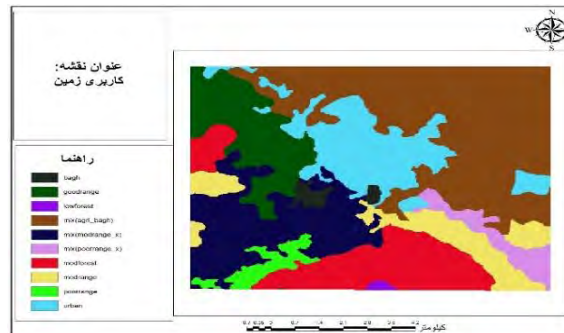 عنوان نقشه:
کاربری زمین
راهنما
bagh
goodrange
lowforest
mix(agri_bagh)
mix(modrange_x)
mix(poorrange_x)
modforest
modrange
poorrange
urban
N
W
S
کیلومتر